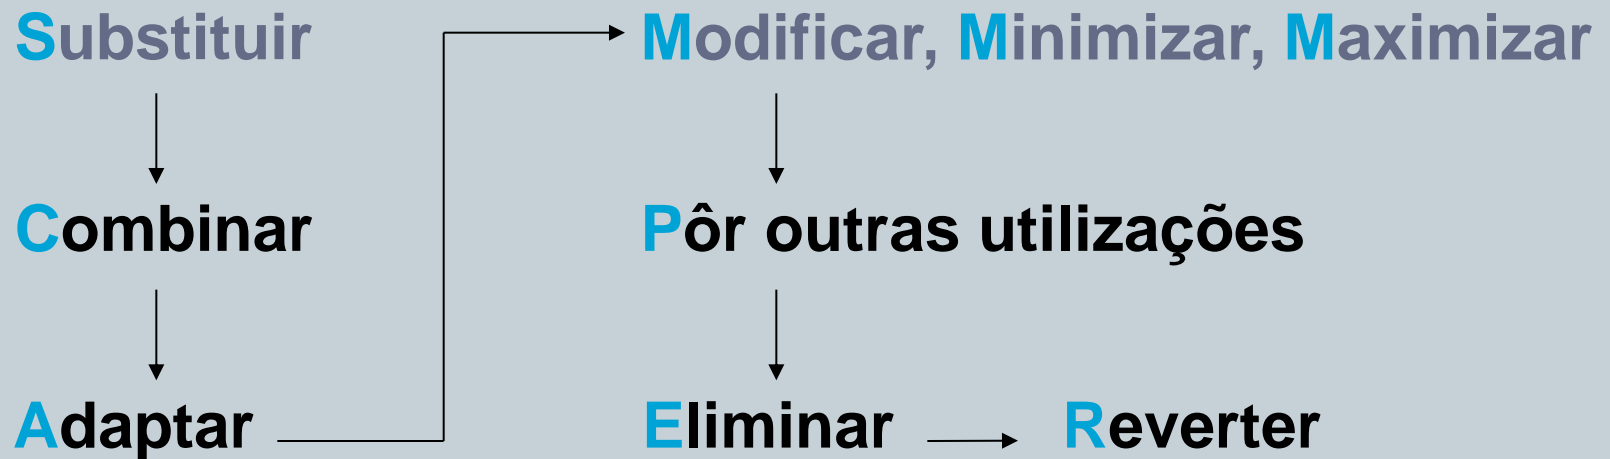 Substituir
Combinar
Adaptar
Modificar, Minimizar, Maximizar
Pôr outras utilizações
Eliminar
Reverter